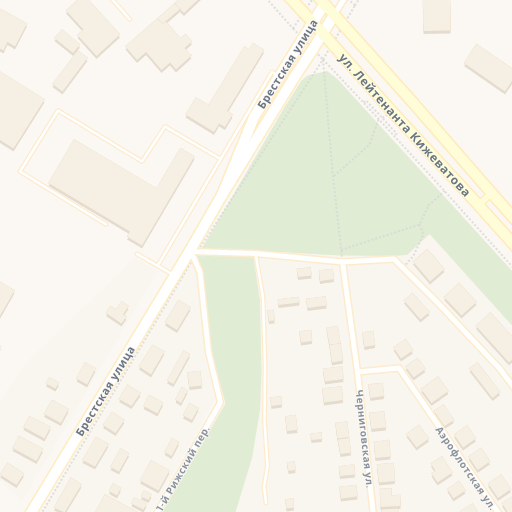 Брестская улица
ул. Лейтенанта Кижеватова
Брестская улица
Черниговская ул.
Аэрофлотская ул.
1-й Рижский пер.